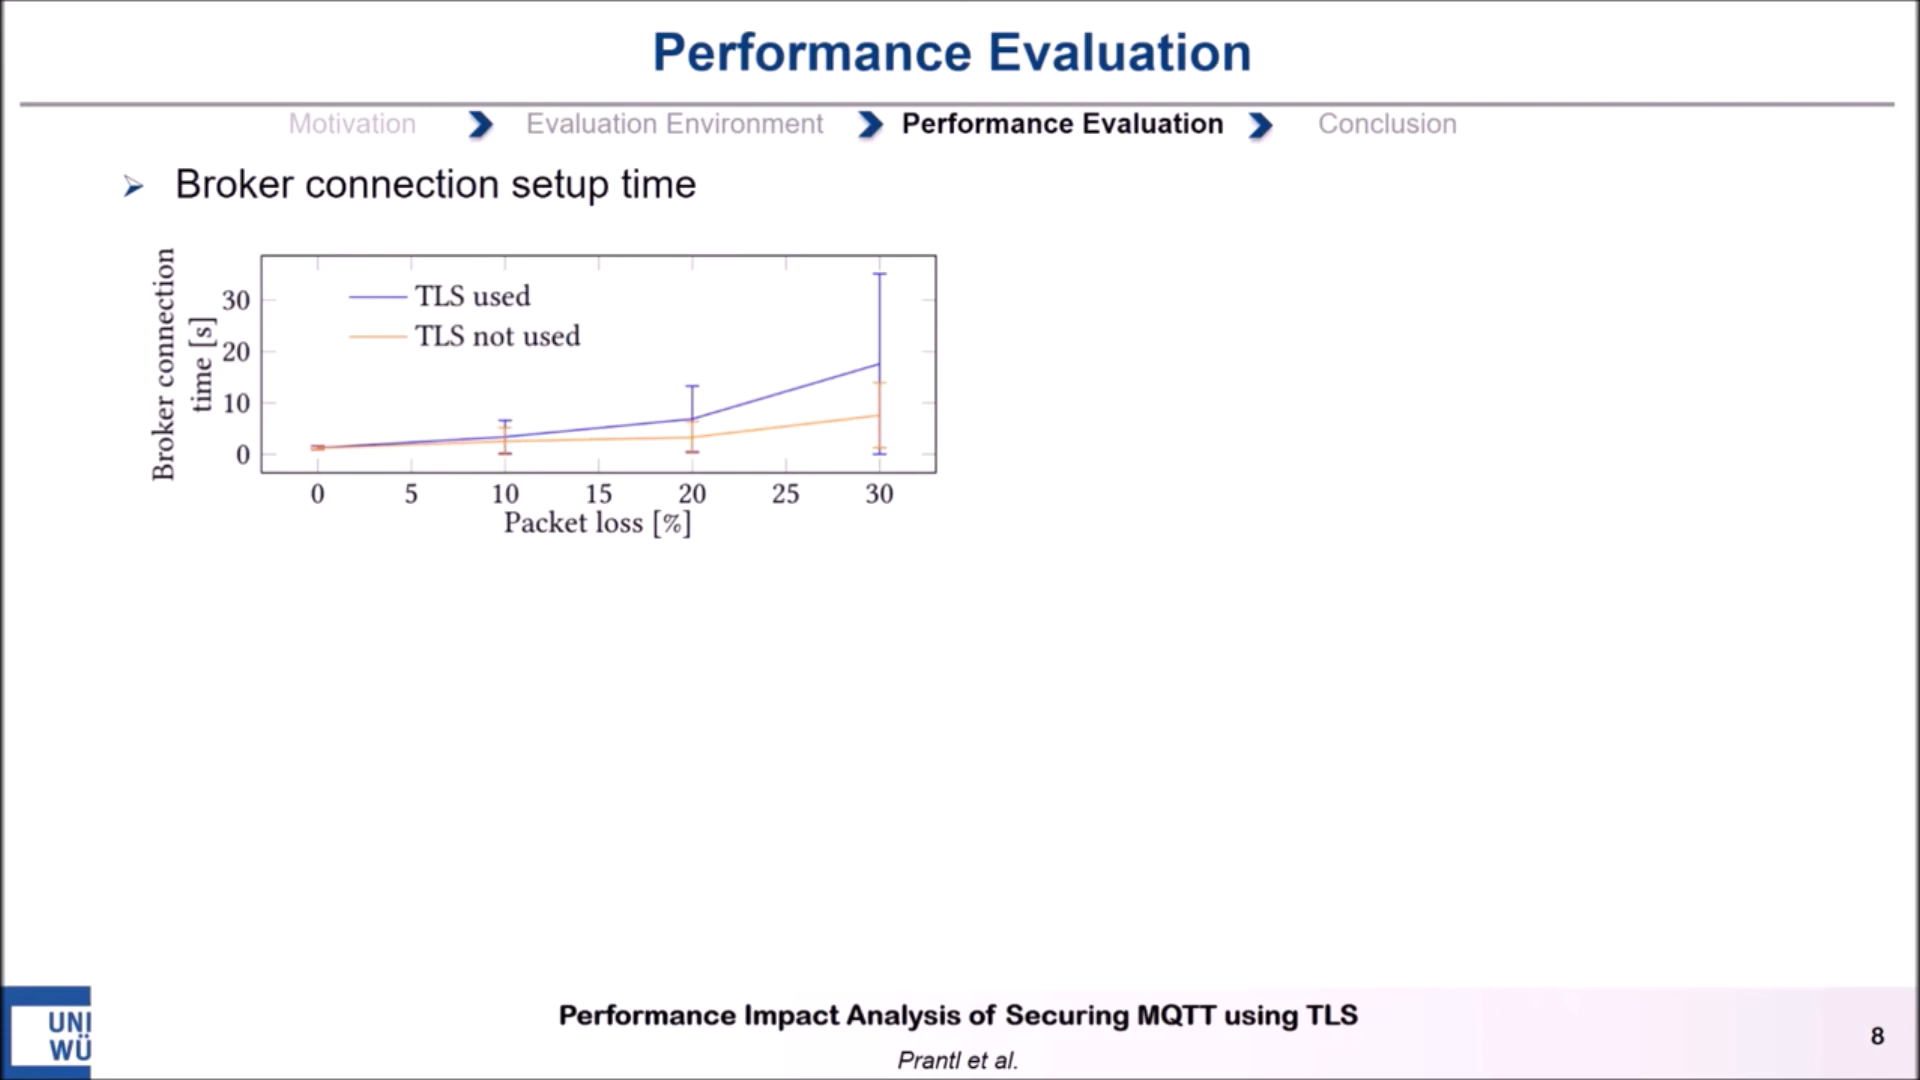 Performance Evaluation
Motivation Evaluation Environment Performance Evaluation Conclusion
Broker connection setup time
Broker connection
time [s]
30
20
10
0
TLS used
TLS not used
0 5 10 15 20 25 30
Packet loss [%]
UNI
WÜ
Performance Impact Analysis of Securing MQTT using TLS
Prantl et al.
8